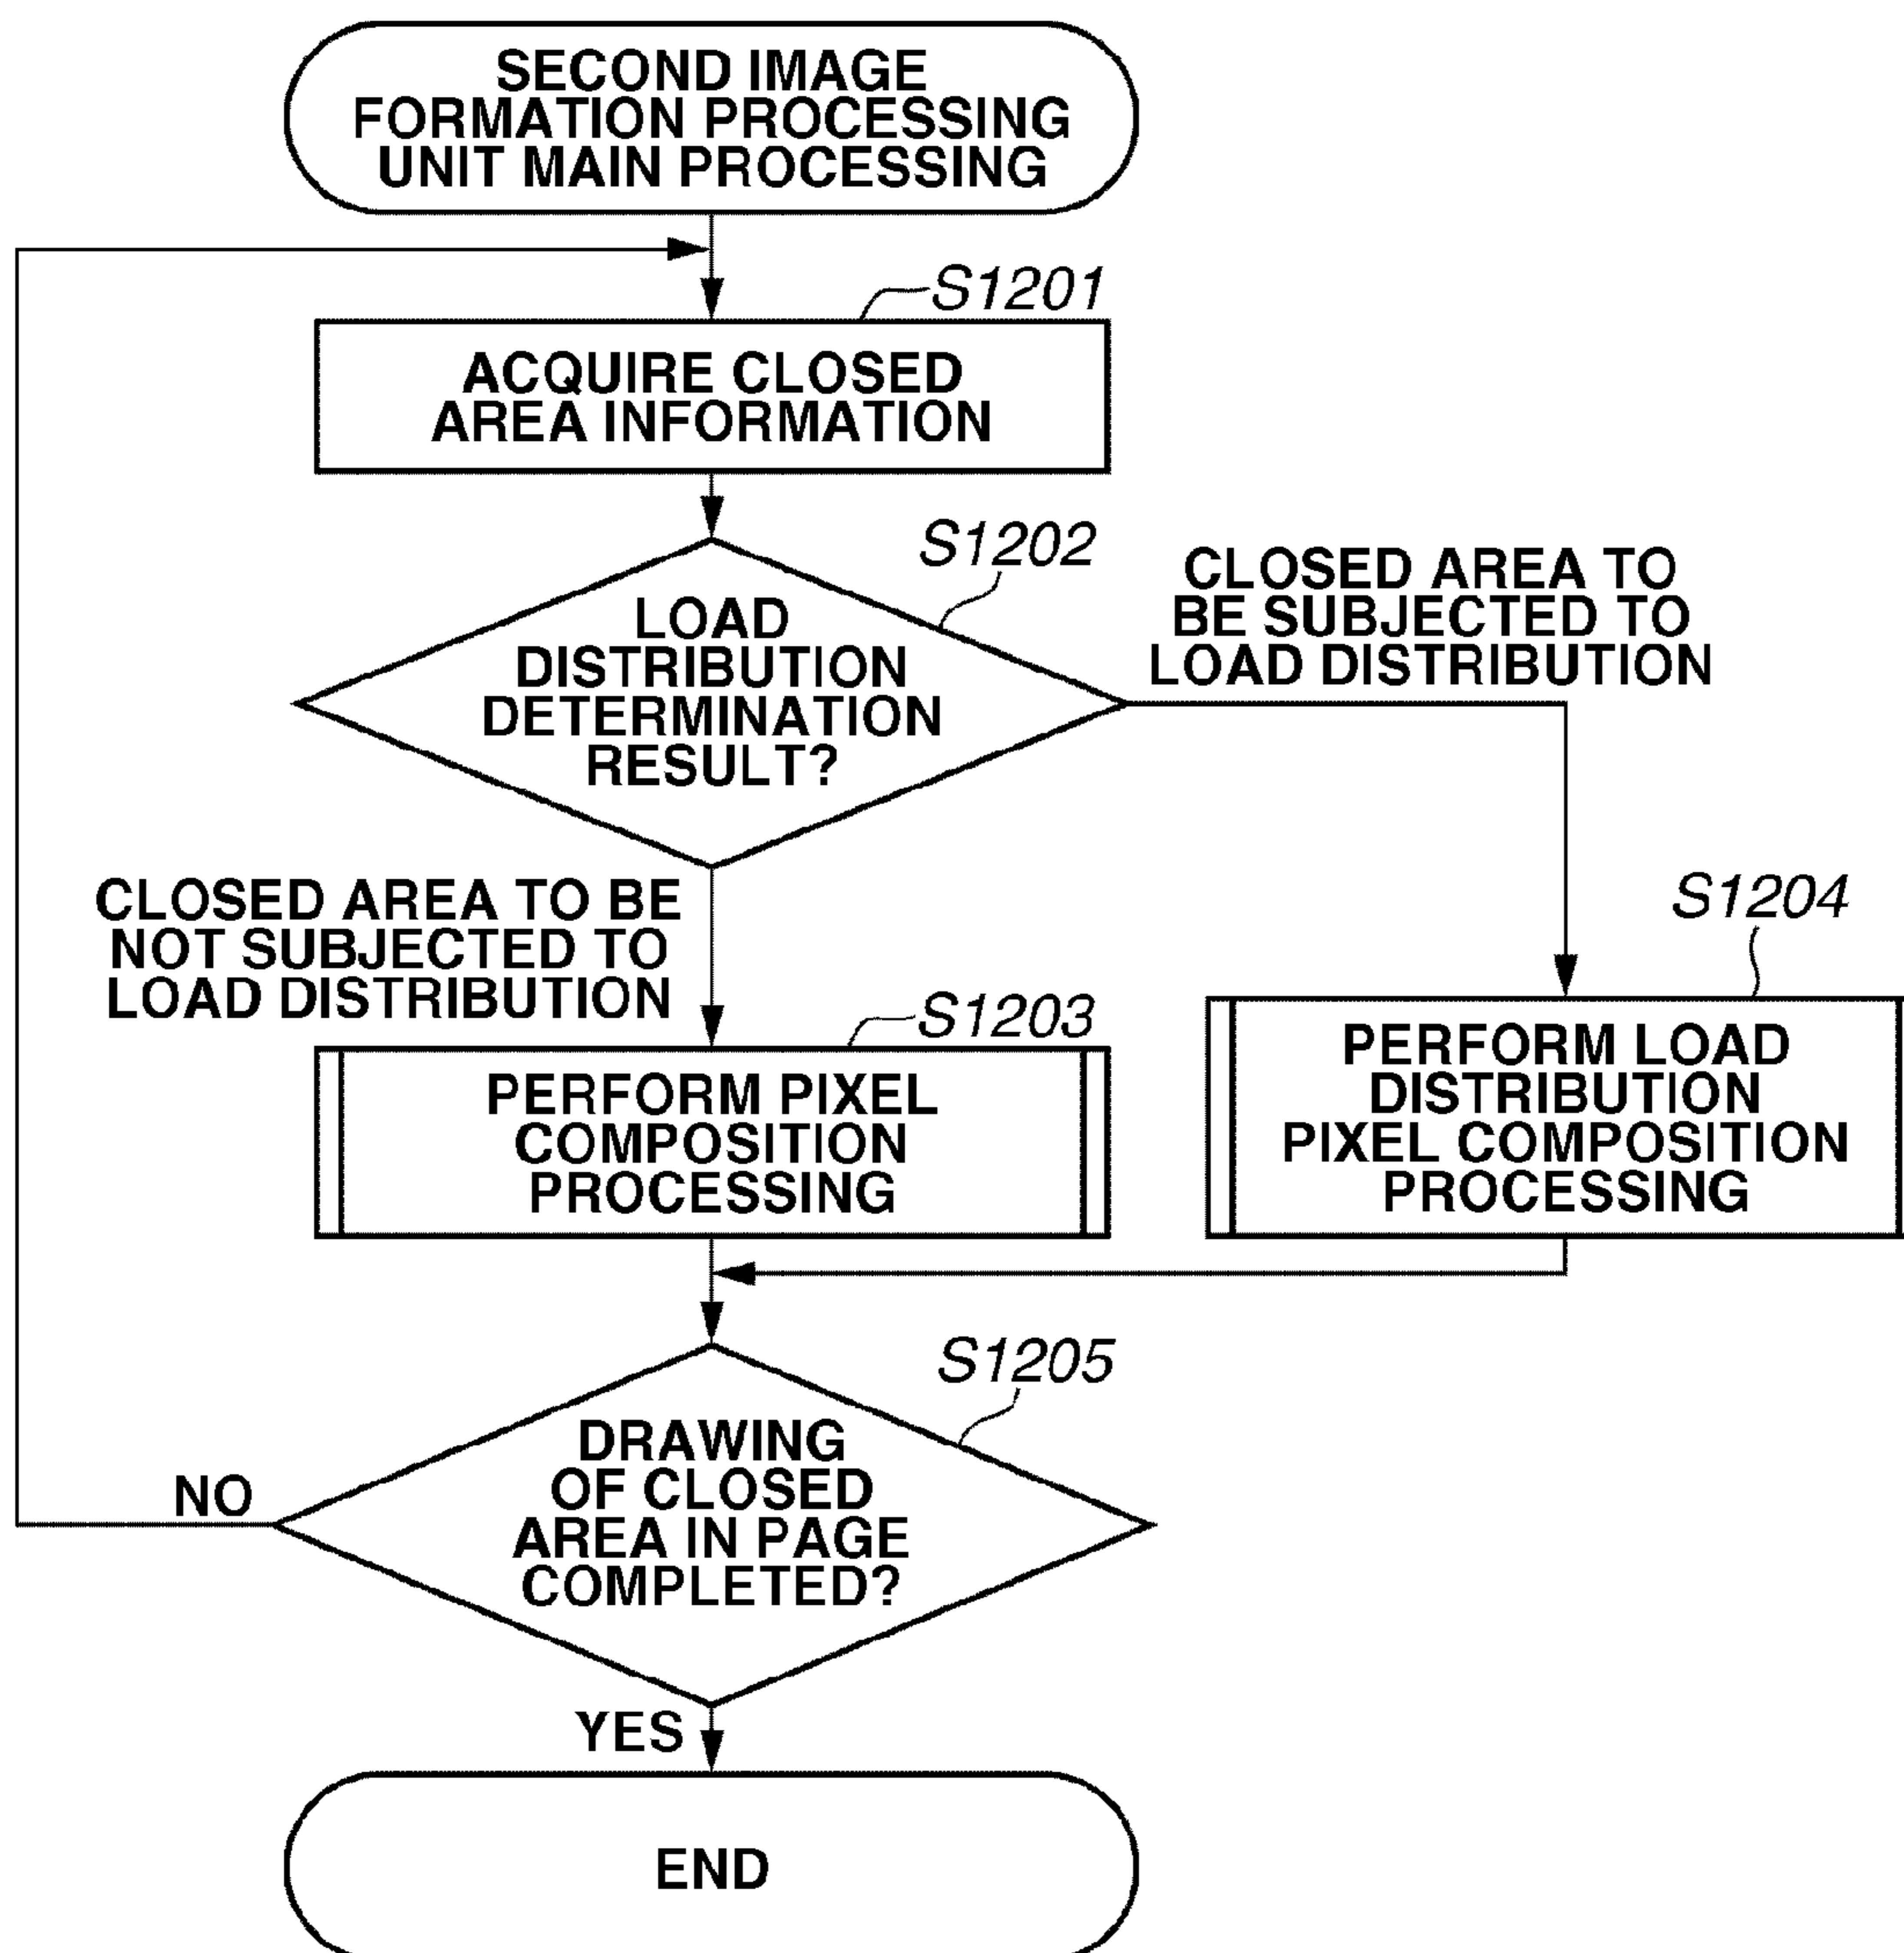 SECOND IMAGE
FORMATION PROCESSING
UNIT MAIN PROCESSING
S1201
ACQUIRE CLOSED
AREA INFORMATION
S1202
LOAD
DISTRIBUTION
DETERMINATION
RESULT?
CLOSED AREA TO
BE SUBJECTED TO
LOAD DISTRIBUTION
CLOSED AREA TO BE
NOT SUBJECTED TO
LOAD DISTRIBUTION
S1203
PERFORM PIXEL
COMPOSITION
PROCESSING
S1204
PERFORM LOAD
DISTRIBUTION
PIXEL COMPOSITION
PROCESSING
S1205
DRAWING
OF CLOSED
AREA IN PAGE
COMPLETED?
NO
YES
END